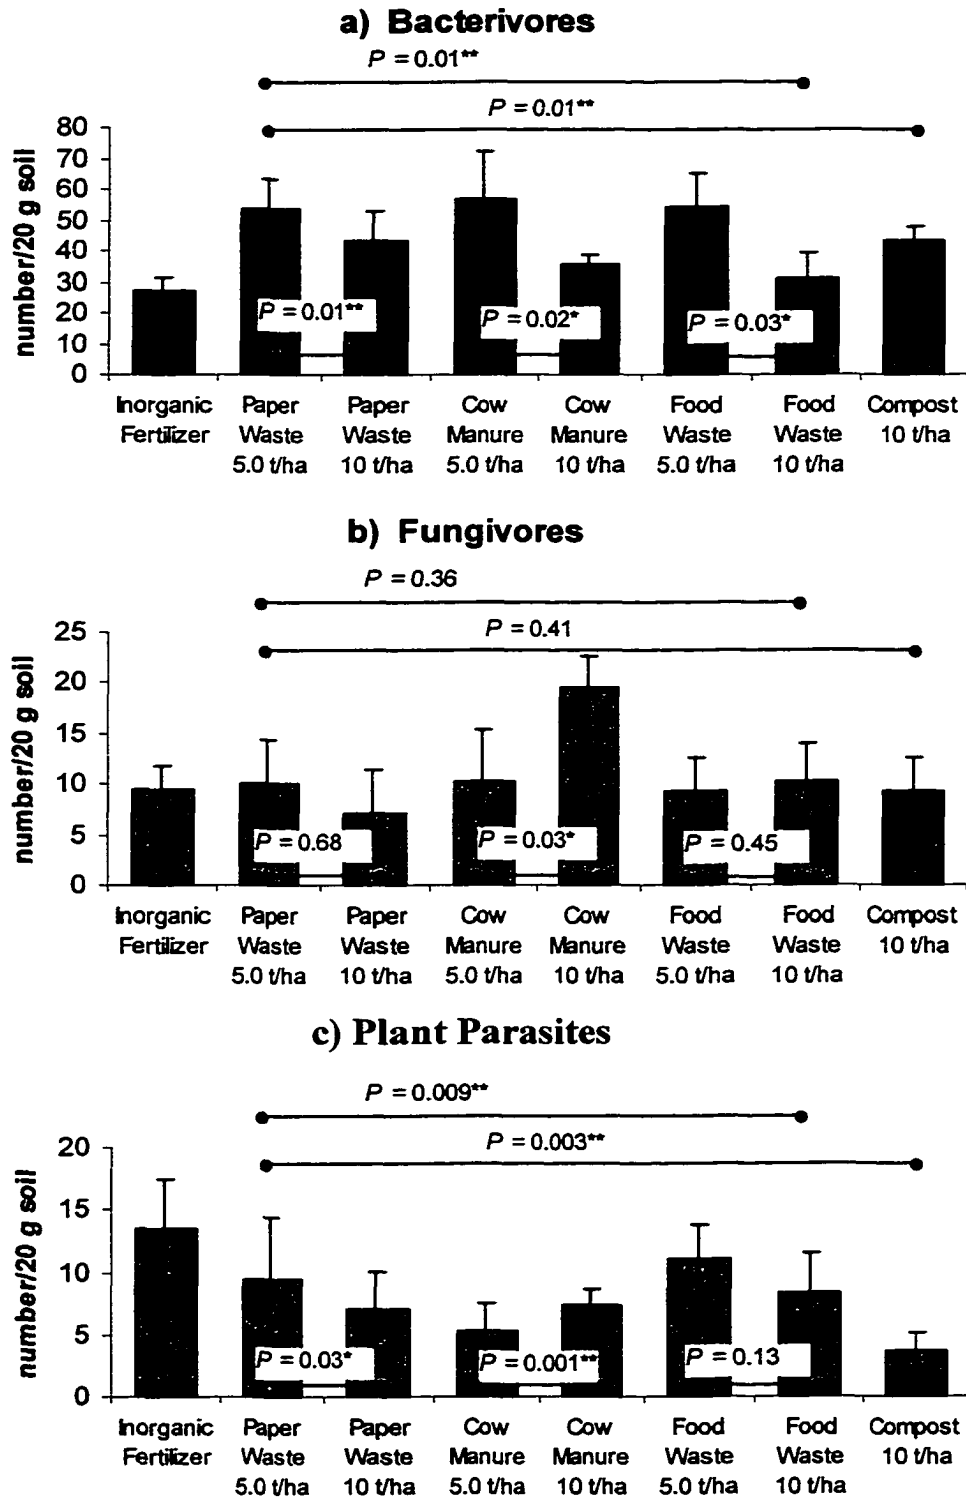 a) Bacterivores
P = 0.01**
P = 0.01**
80
70
60
50
40
30
20
10
0
number/20 g soil
P = 0.01**
P = 0.02*
P = 0.03*
Inorganic Paper Paper Cow Cow Food Food Compost
Fertilizer Waste Waste Manure Manure Waste Waste 10 t/ha
5.0 t/ha 10 t/ha 5.0 t/ha 10 t/ha 5.0 t/ha 10 t/ha
b) Fungivores
P = 0.36
P = 0.41
25
20
15
10
5
0
number/20 g soil
P = 0.68
P = 0.03*
P = 0.45
Inorganic Paper Paper Cow Cow Food Food Compost
Fertilizer Waste Waste Manure Manure Waste Waste 10 t/ha
5.0 t/ha 10 t/ha 5.0 t/ha 10 t/ha 5.0 t/ha 10 t/ha
c) Plant Parasites
P = 0.009**
P = 0.003**
20
15
10
5
0
number/20 g soil
P = 0.03*
P = 0.001**
P = 0.13
Inorganic Paper Paper Cow Cow Food Food Compost
Fertilizer Waste Waste Manure Manure Waste Waste 10 t/ha
5.0 t/ha 10 t/ha 5.0 t/ha 10 t/ha 5.0 t/ha 10 t/ha